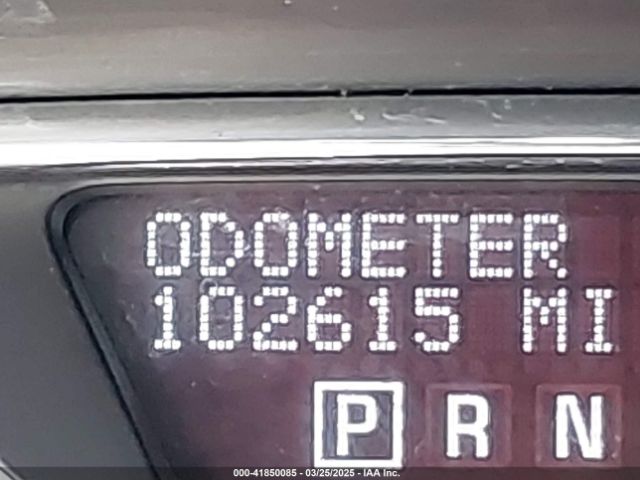 ODOMETER
102615 MI
P R N
000-41850085 - 03/25/2025 - IAA Inc.